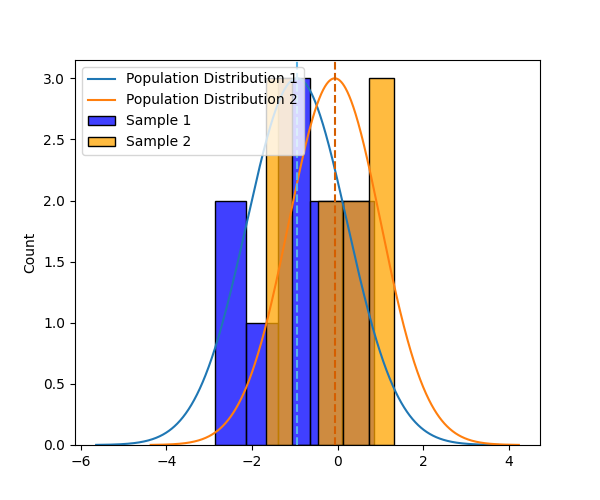 Population Distribution 1
Population Distribution 2
Sample 1
Sample 2
Count
3.0
2.5
2.0
1.5
1.0
0.5
0.0
−6
−4
−2
0
2
4